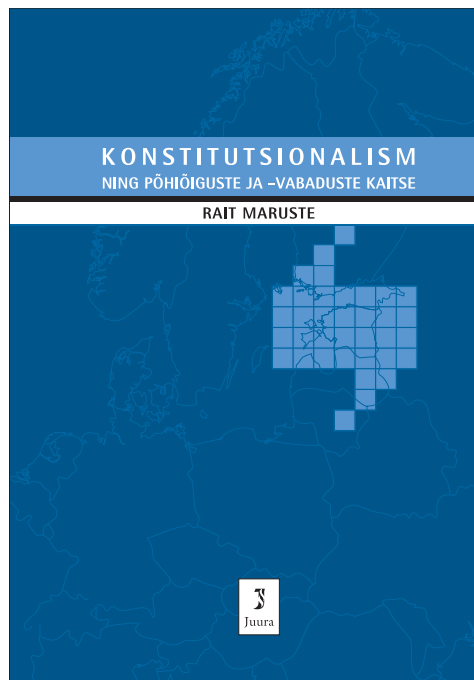 KONSTITUTSIONALISM
NING PÕHIÕIGUSTE JA –VABADUSTE KAITSE
RAIT MARUSTE
Juura